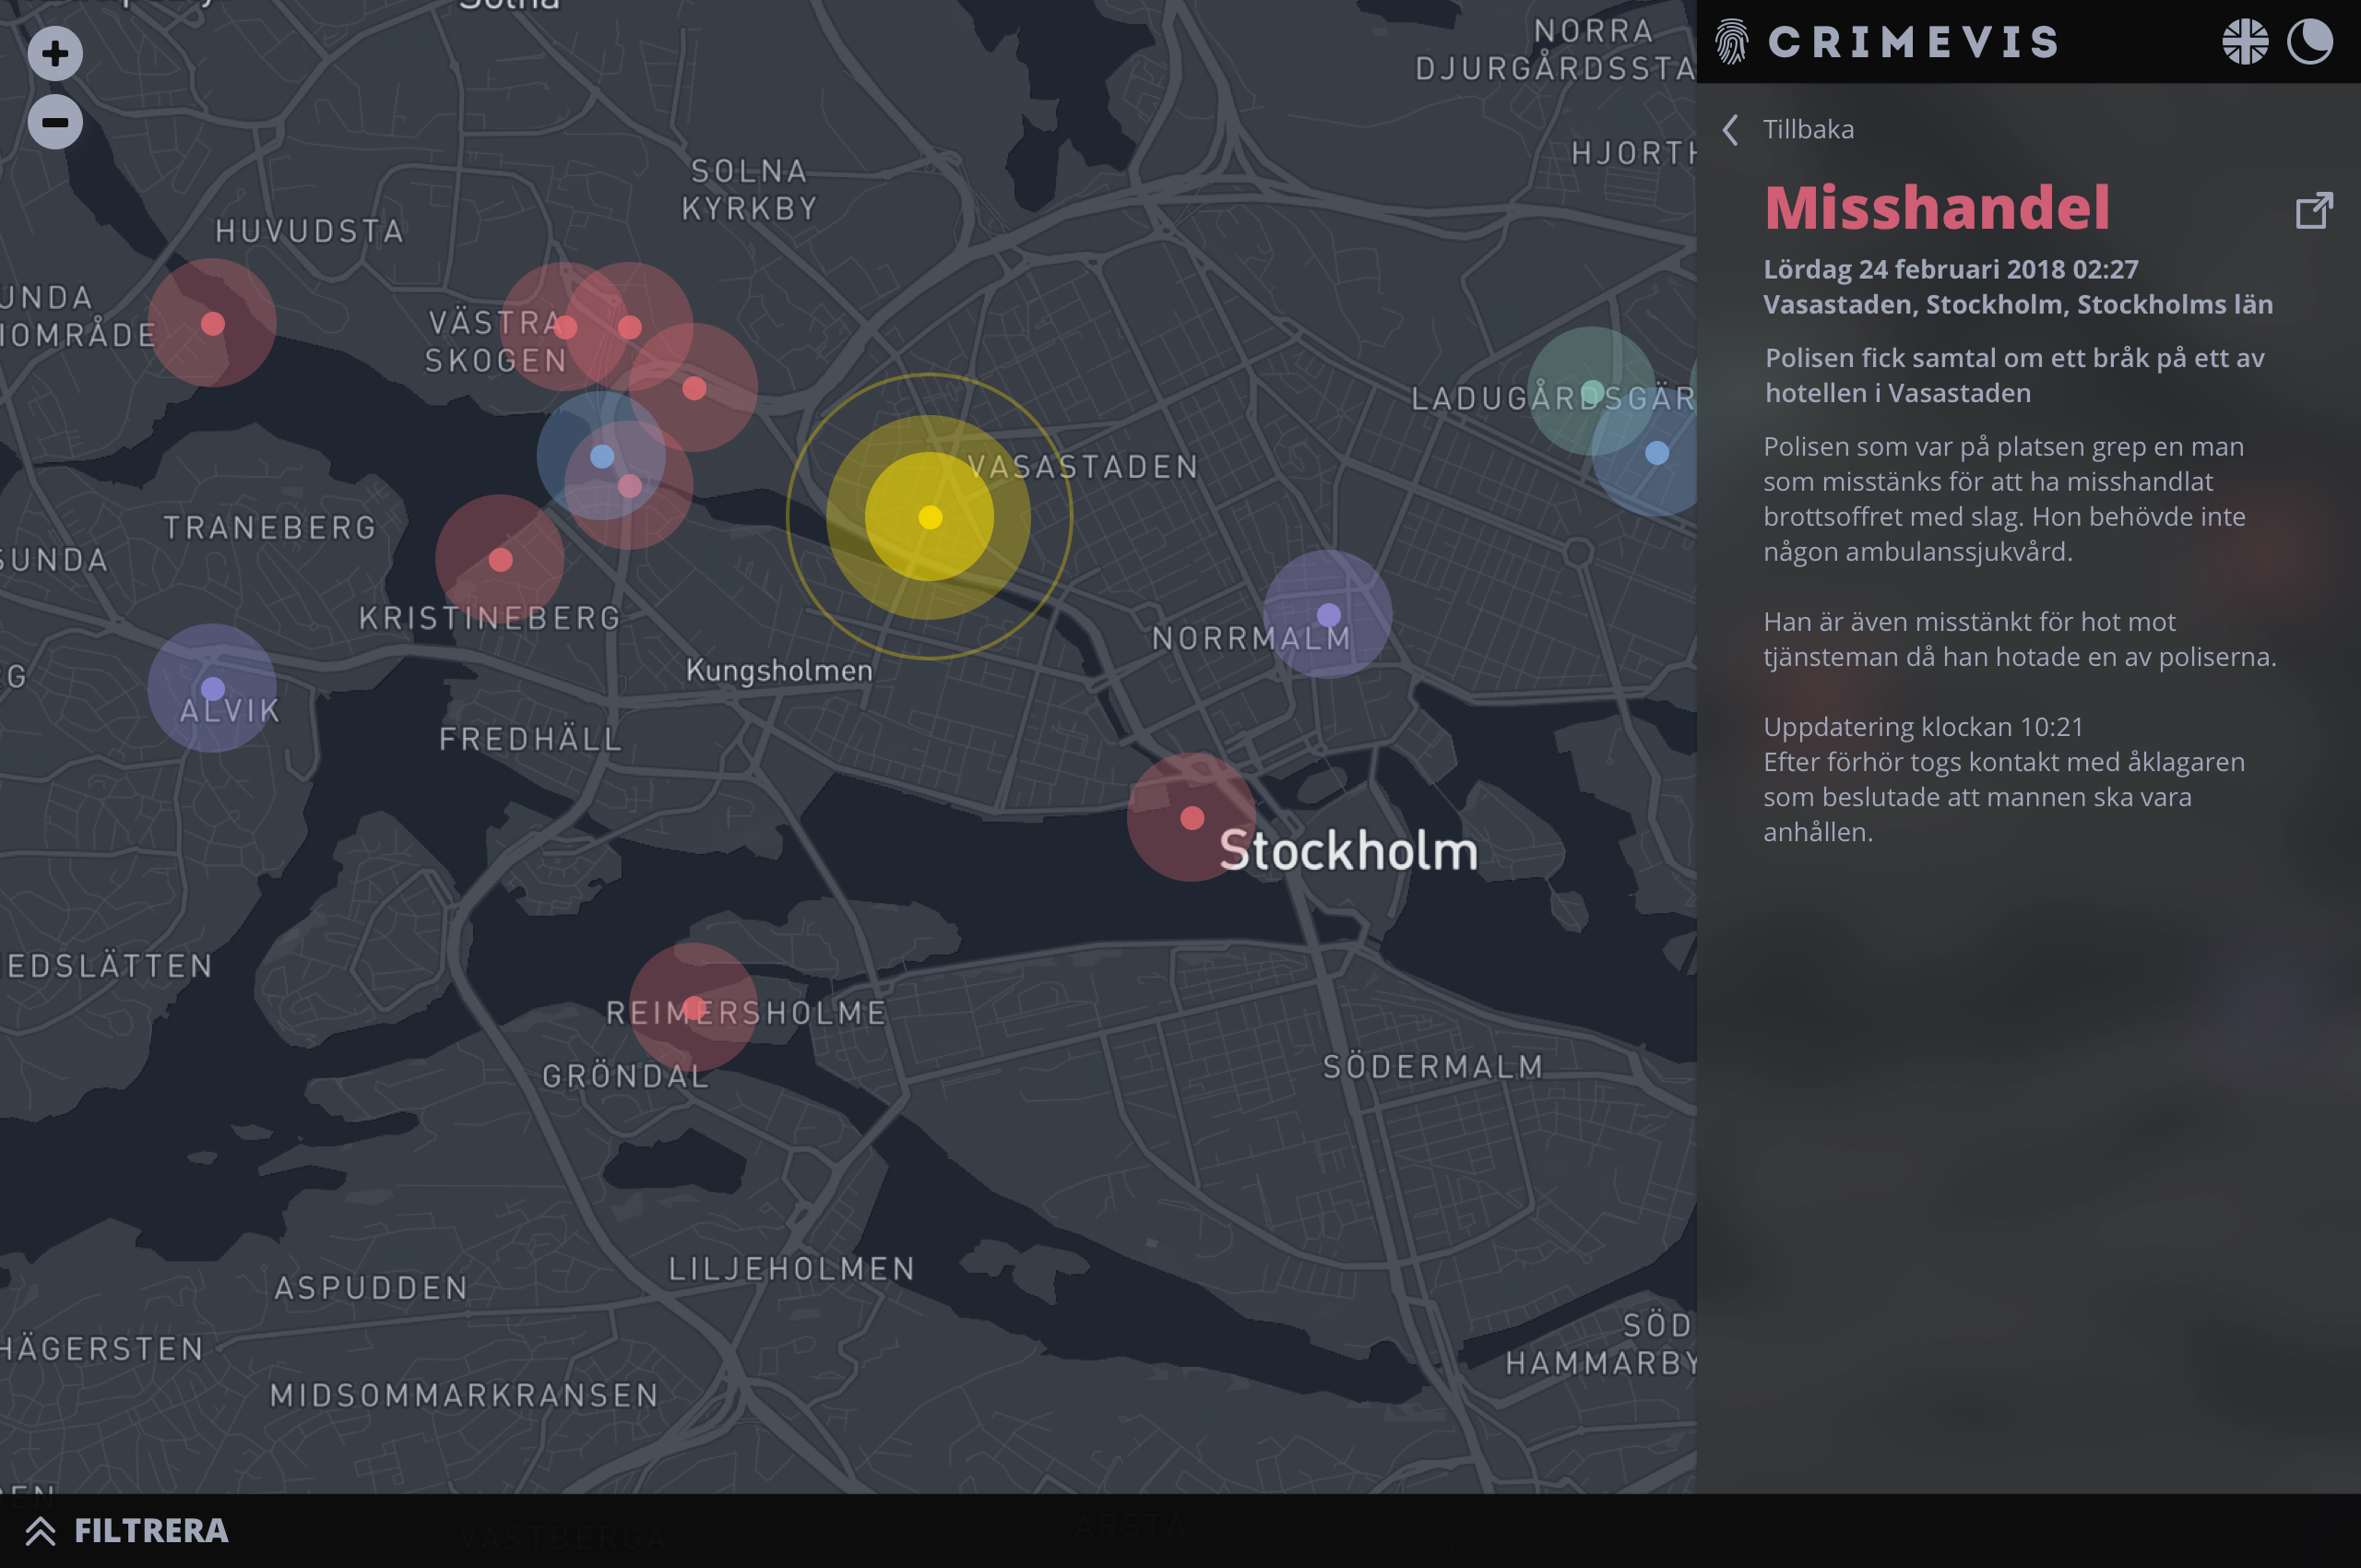 Solna
NORRA
DJURGÅRDSSTA
HJORTH
SOLNA
KYRKBY
HUVUDSTA
UNDA
IOMRÅDE
VÄSTRA
SKOGEN
LADUGÅRDSGÄR
VASASTADEN
TRANEBERG
SUNDA
KRISTINEBERG
NORRMALM
Kungsholmen
G
ALVIK
FREDHÄLL
Stockholm
EDSLÄTTEN
REIMERSHOLME
GRÖNDAL
SÖDERMALM
LILJEHOLMEN
ASPUDDEN
SÖD
HAMMARBY
HÄGERSTEN
MIDSOMMARKRANSEN
EN
VÄSTBERGA
ÅRSTA
FILTRERA
CRIMEVIS
Tillbaka
Misshandel
Lördag 24 februari 2018 02:27
Vasastaden, Stockholm, Stockholms län
Polisen fick samtal om ett bråk på ett av
hotellen i Vasastaden
Polisen som var på platsen grep en man
som misstänks för att ha misshandlat
brottsoffret med slag. Hon behövde inte
någon ambulanssjukvård.
Han är även misstänkt för hot mot
tjänsteman då han hotade en av poliserna.
Uppdatering klockan 10:21
Efter förhör togs kontakt med åklagaren
som beslutade att mannen ska vara
anhållen.